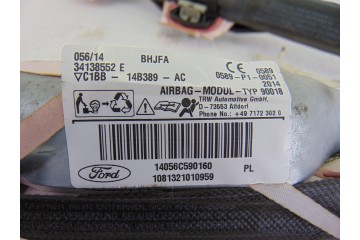 056/14 BHJFA
34138552 E CE 0589
▽C1BB - 14B389 - AC 0589-P1-0051
2014
AIRBAG-MODUL-TYP 90018
TRW Automotive GmbH,
D-73553 Alfdorf
Phone: +49 7172 302 0
Ford
14056C590160 PL
1081321010959